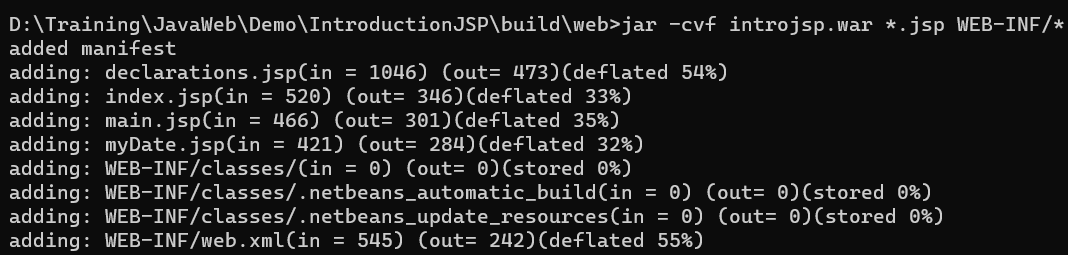 D:\Training\JavaWeb\Demo\IntroductionJSP\build\web>jar -cvf introjsp.war *.jsp WEB-INF/*
added manifest
adding: declarations.jsp(in = 1046) (out= 473)(deflated 54%)
adding: index.jsp(in = 520) (out= 346)(deflated 33%)
adding: main.jsp(in = 466) (out= 301)(deflated 35%)
adding: myDate.jsp(in = 421) (out= 284)(deflated 32%)
adding: WEB-INF/classes/(in = 0) (out= 0)(stored 0%)
adding: WEB-INF/classes/.netbeans_automatic_build(in = 0) (out= 0)(stored 0%)
adding: WEB-INF/classes/.netbeans_update_resources(in = 0) (out= 0)(stored 0%)
adding: WEB-INF/web.xml(in = 545) (out= 242)(deflated 55%)